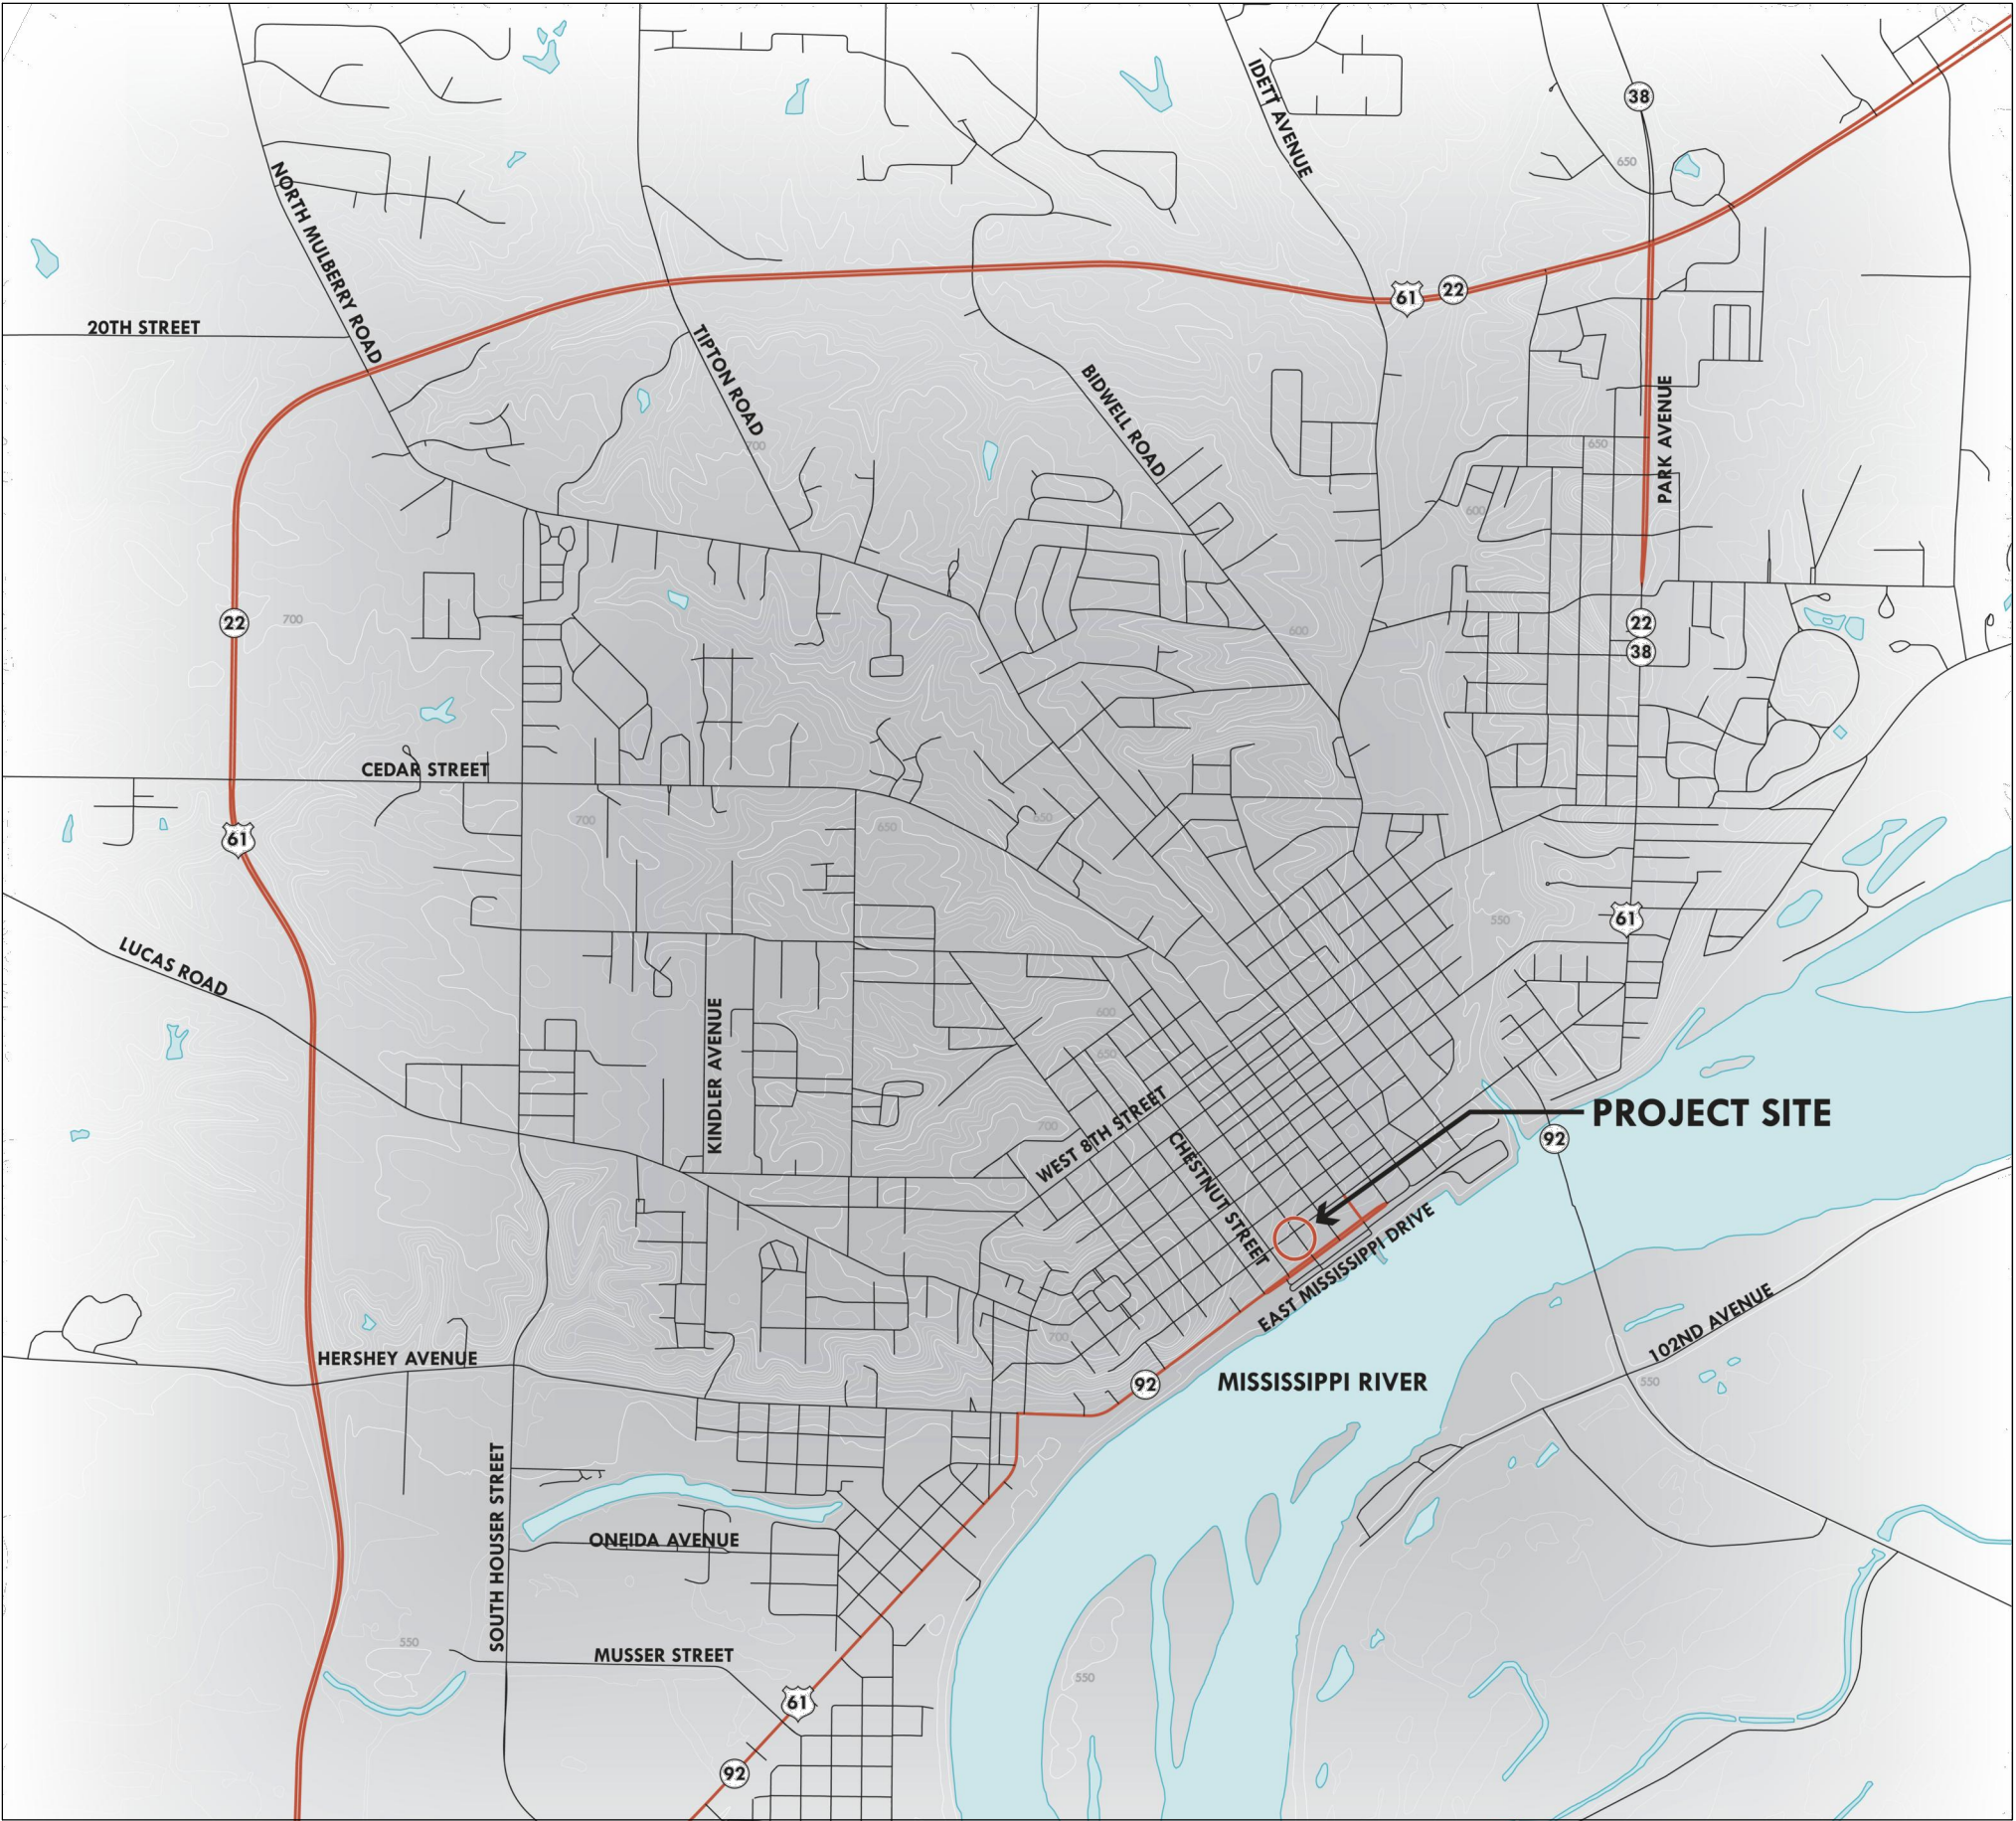 38
IDETT AVENUE
650
NORTH MULBERRY ROAD
61
22
20TH STREET
TIPTON ROAD
BIDWELL ROAD
PARK AVENUE
700
650
600
22
700
600
22
38
CEDAR STREET
61
700
650
650
61
550
LUCAS ROAD
KINDLER AVENUE
600
650
WEST 8TH STREET
700
CHESTNUT STREET
PROJECT SITE
92
EAST MISSISSIPPI DRIVE
102ND AVENUE
700
HERSHEY AVENUE
92
MISSISSIPPI RIVER
550
SOUTH HOUSER STREET
ONEIDA AVENUE
550
MUSSER STREET
550
61
92